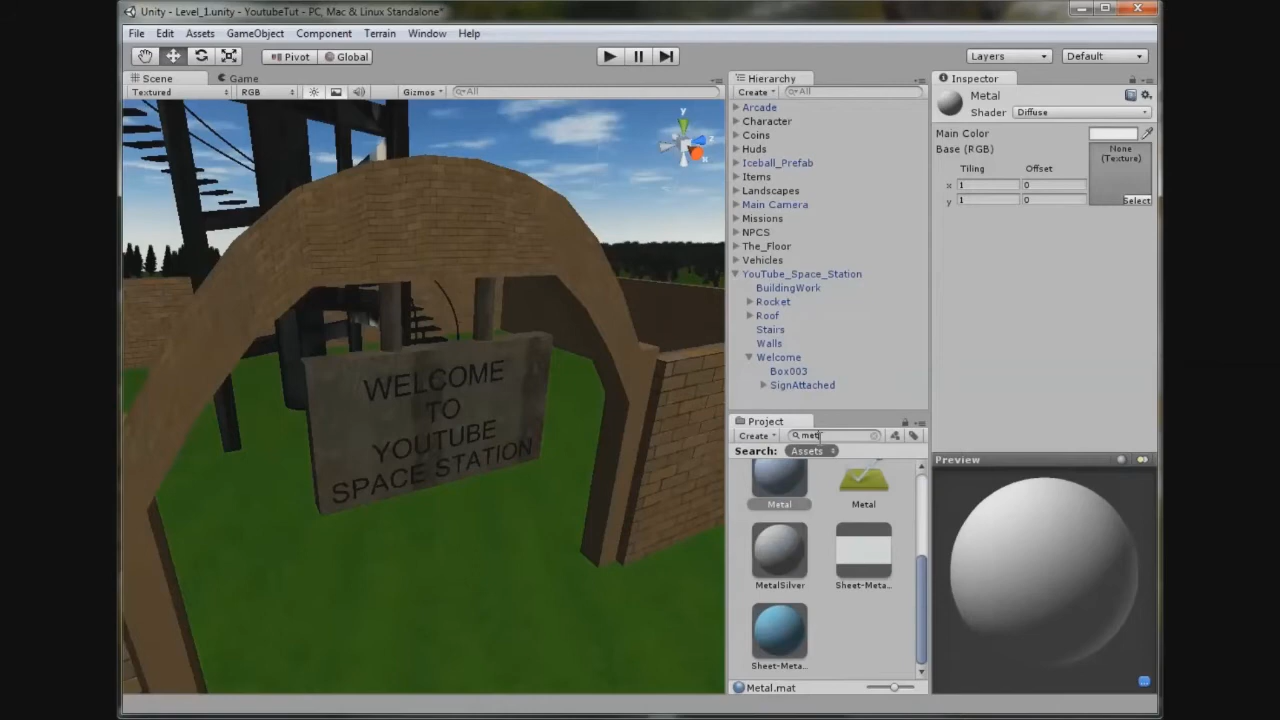 Unity - Level_1.unity - YoutubeTut - PC, Mac & Linux Standalone*
File Edit Assets GameObject Component Terrain Window Help
Pivot Global Layers Default
Scene Game
Textured RGB Gizmos All
WELCOME
TO
YOUTUBE
SPACE STATION
y
z
x
Hierarchy
Create All
Arcade
Character
Coins
Huds
Iceball_Prefab
Items
Landscapes
Main Camera
Missions
NPCS
The_Floor
Vehicles
YouTube_Space_Station
BuildingWork
Rocket
Roof
Stairs
Walls
Welcome
Box003
SignAttached
Project
Create met
Search: Assets
Metal Metal
MetalSilver Sheet-Meta...
Sheet-Meta...
Metal.mat
Inspector
Metal
Shader Diffuse
Main Color
Base (RGB)
None
(Texture)
Tiling Offset
x 1 0
y 1 0
Select
Preview